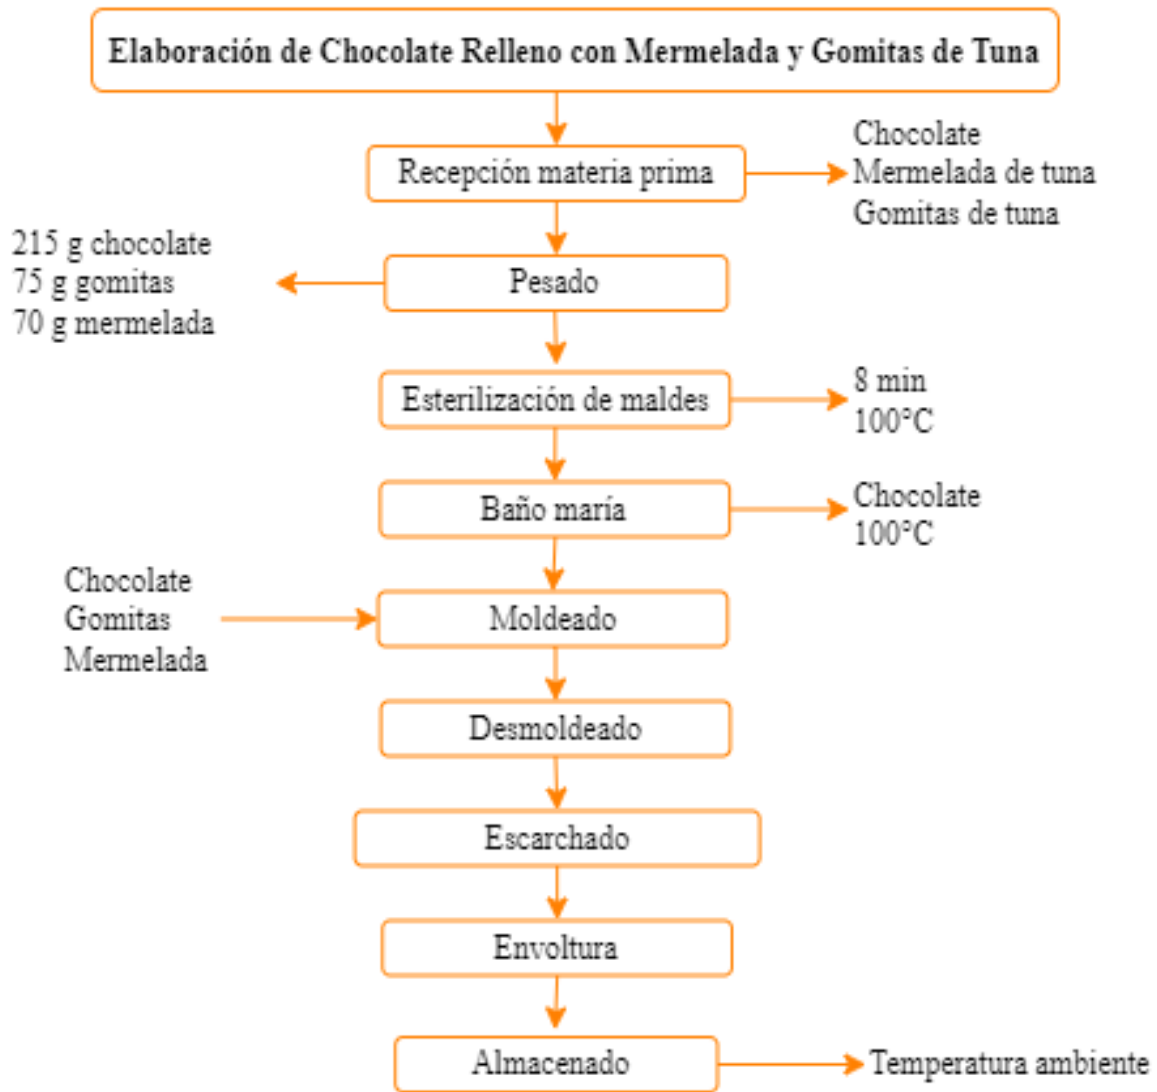 Elaboración de Chocolate Relleno con Mermelada y Gomitas de Tuna
Recepción materia prima
Chocolate
Mermelada de tuna
Gomitas de tuna
215 g chocolate
75 g gomitas
70 g mermelada
Pesado
Esterilización de maldes
8 min
100°C
Baño maría
Chocolate
100°C
Chocolate
Gomitas
Mermelada
Moldeado
Desmoldeado
Escarchado
Envoltura
Almacenado
Temperatura ambiente